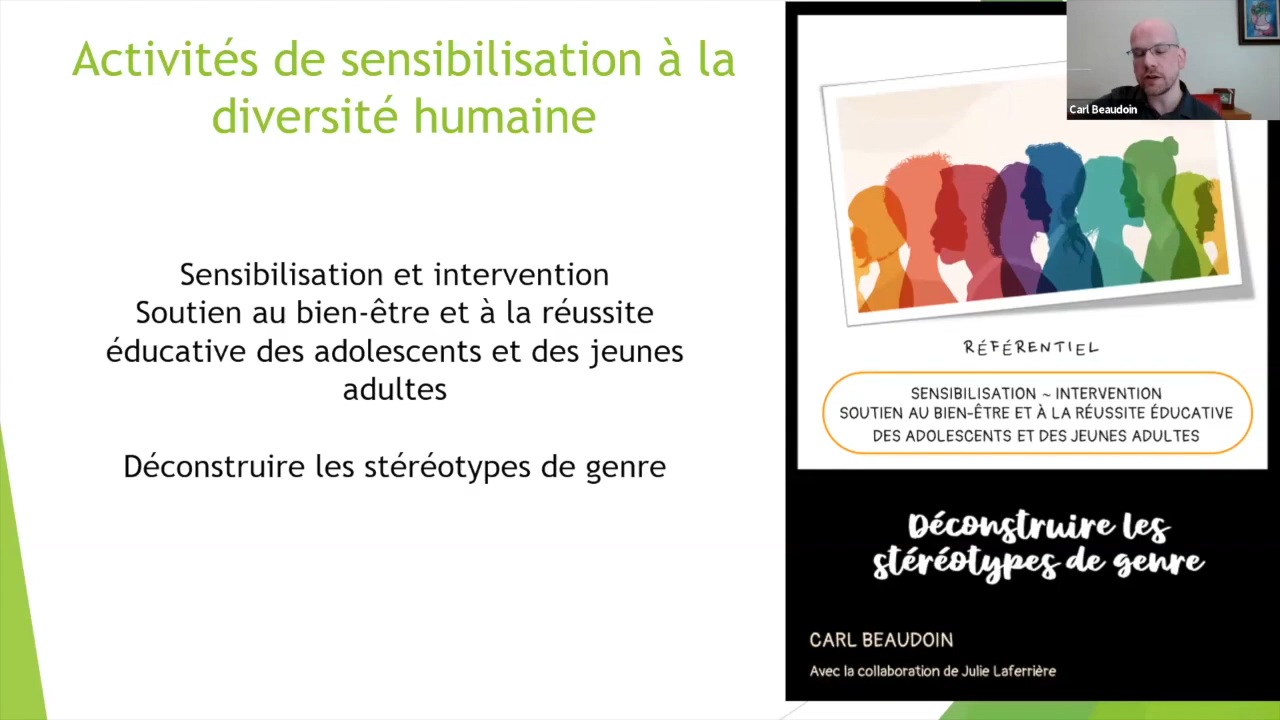 Activités de sensibilisation à la
diversité humaine
Sensibilisation et intervention
Soutien au bien-être et à la réussite
éducative des adolescents et des jeunes
adultes
Déconstruire les stéréotypes de genre
Carl Beaudoin
RÉFÉRENTIEL
SENSIBILISATION ~ INTERVENTION
SOUTIEN AU BIEN-ÊTRE ET À LA RÉUSSITE ÉDUCATIVE
DES ADOLESCENTS ET DES JEUNES ADULTES
Déconstruire les
stéréotypes de genre
CARL BEAUDOIN
Avec la collaboration de Julie Laferrière